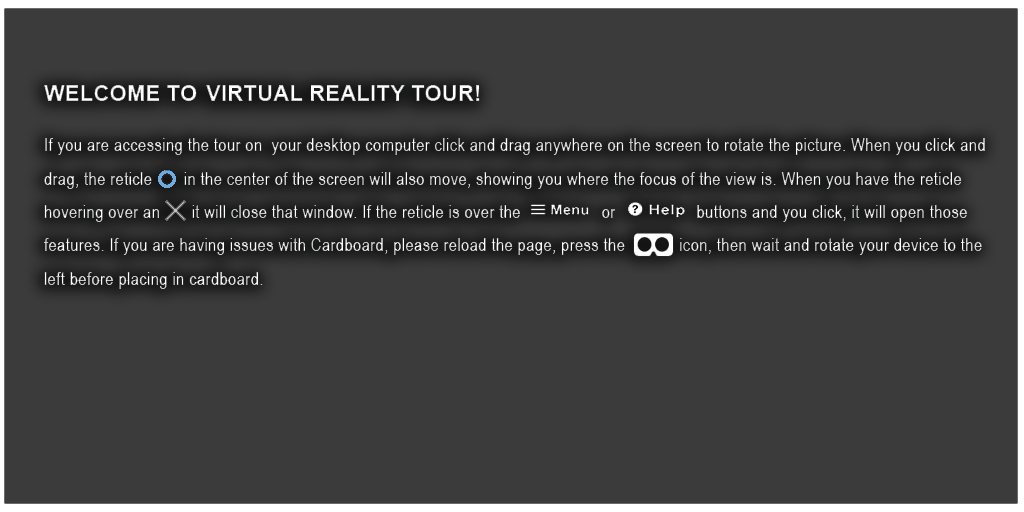 WELCOME TO VIRTUAL REALITY TOUR!
If you are accessing the tour on your desktop computer click and drag anywhere on the screen to rotate the picture. When you click and
drag, the reticle in the center of the screen will also move, showing you where the focus of the view is. When you have the reticle
hovering over an it will close that window. If the reticle is over the Menu or Help buttons and you click, it will open those
features. If you are having issues with Cardboard, please reload the page, press the icon, then wait and rotate your device to the
left before placing in cardboard.